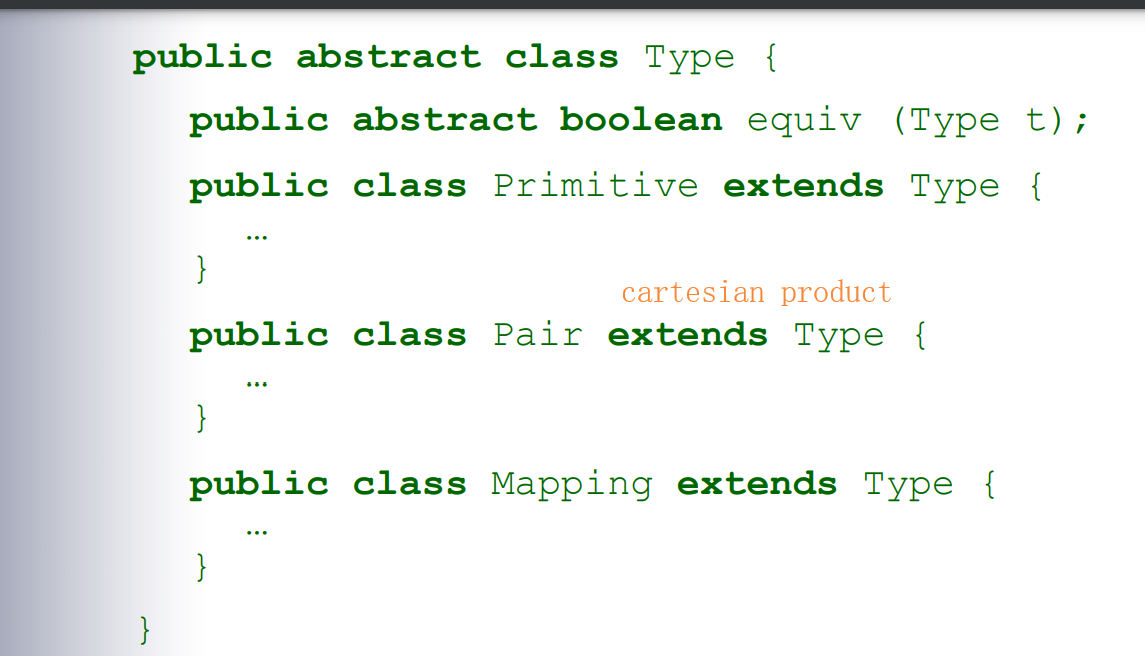 public abstract class Type {
public abstract boolean equiv (Type t);
public class Primitive extends Type {
…
}
cartesian product
public class Pair extends Type {
…
}
public class Mapping extends Type {
…
}
}